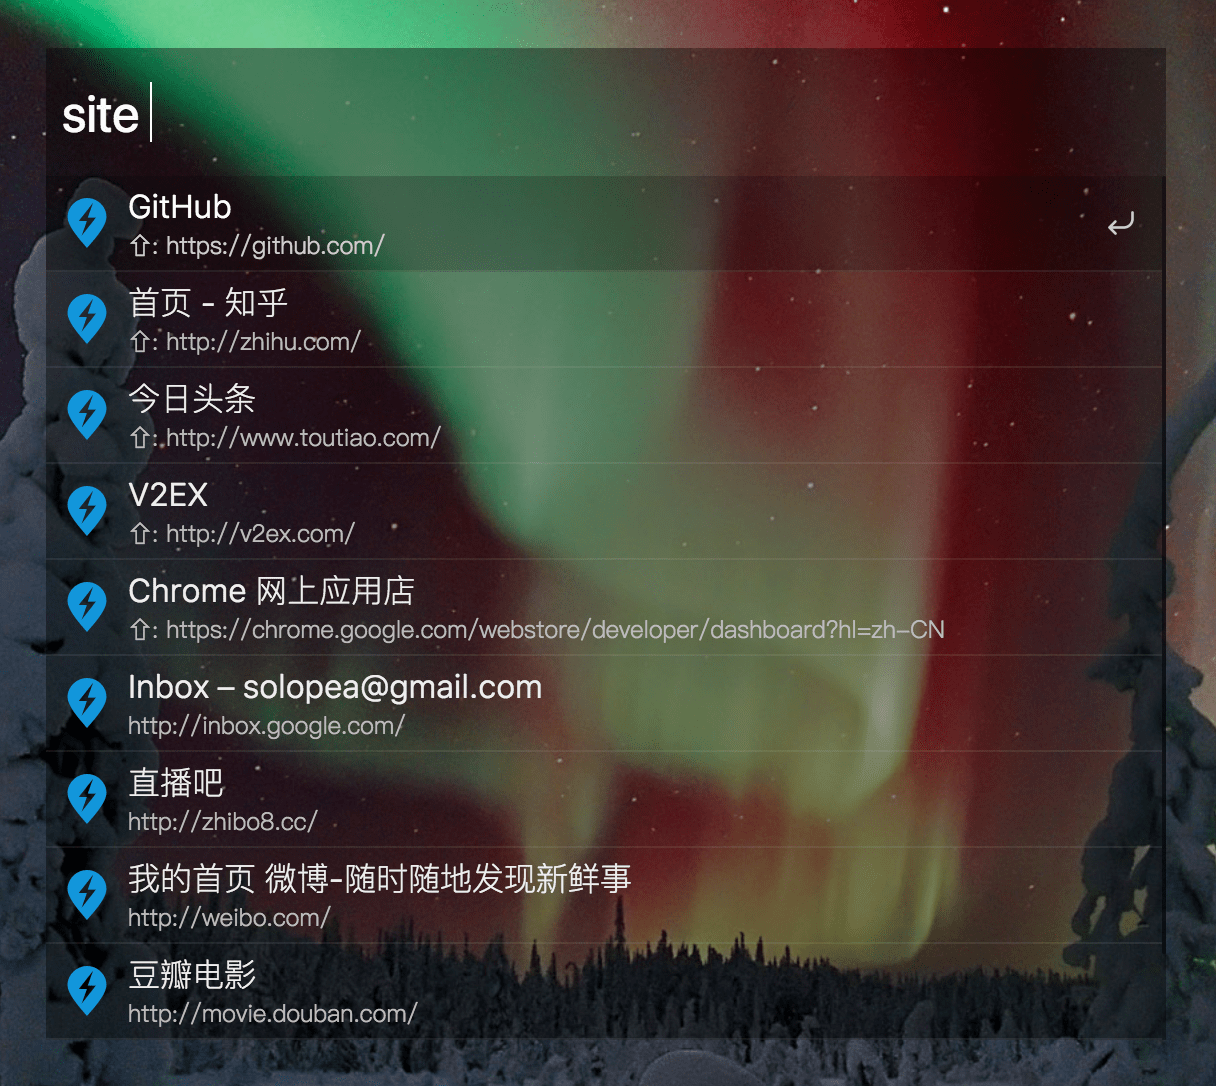 site
GitHub
⇧: https://github.com/
首页 - 知乎
⇧: http://zhihu.com/
今日头条
⇧: http://www.toutiao.com/
V2EX
⇧: http://v2ex.com/
Chrome 网上应用店
⇧: https://chrome.google.com/webstore/developer/dashboard?hl=zh-CN
Inbox – solopea@gmail.com
http://inbox.google.com/
直播吧
http://zhibo8.cc/
我的首页 微博-随时随地发现新鲜事
http://weibo.com/
豆瓣电影
http://movie.douban.com/